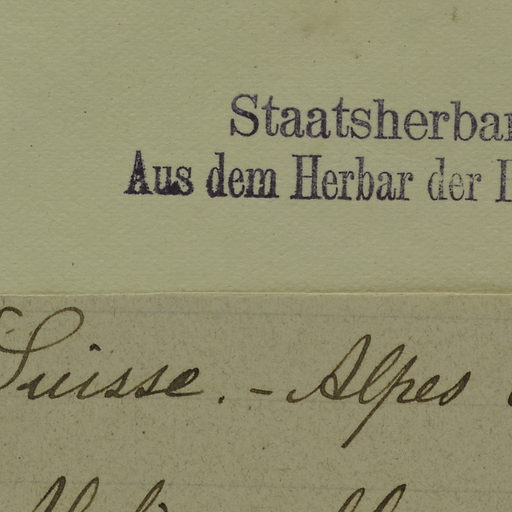 Staatsherbar
Aus dem Herbar der
Suisse. - Alpes